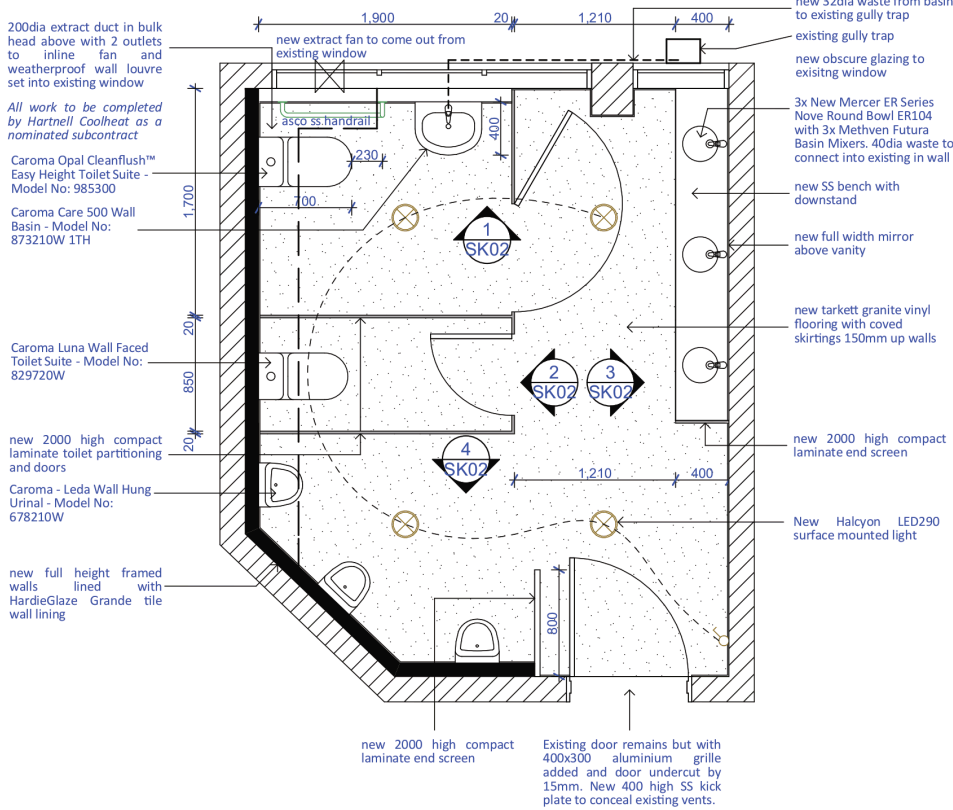 new 32dia waste from basin
to existing gully trap
1,900
20
1,210
400
200dia extract duct in bulk
head above with 2 outlets
to inline fan and
weatherproof wall louvre
set into existing window
new extract fan to come out from
existing window
existing gully trap
new obscure glazing to
exisitng window
All work to be completed
by Hartnell Coolheat as a
nominated subcontract
asco ss handrail
400
3x New Mercer ER Series
Nove Round Bowl ER104
with 3x Methven Futura
Basin Mixers. 40dia waste to
connect into existing in wall
Caroma Opal Cleanflush™
Easy Height Toilet Suite -
Model No: 985300
230
700
1,700
new SS bench with
downstand
Caroma Care 500 Wall
Basin - Model No:
873210W 1TH
1
SK02
new full width mirror
above vanity
new tarkett granite vinyl
flooring with coved
skirtings 150mm up walls
20
Caroma Luna Wall Faced
Toilet Suite - Model No:
829720W
850
2
SK02
3
SK02
20
new 2000 high compact
laminate toilet partitioning
and doors
4
SK02
new 2000 high compact
laminate end screen
1,210
400
Caroma - Leda Wall Hung
Urinal - Model No:
678210W
New Halcyon LED290
surface mounted light
new full height framed
walls lined with
HardieGlaze Grande tile
wall lining
800
new 2000 high compact
laminate end screen
Existing door remains but with
400x300 aluminium grille
added and door undercut by
15mm. New 400 high SS kick
plate to conceal existing vents.